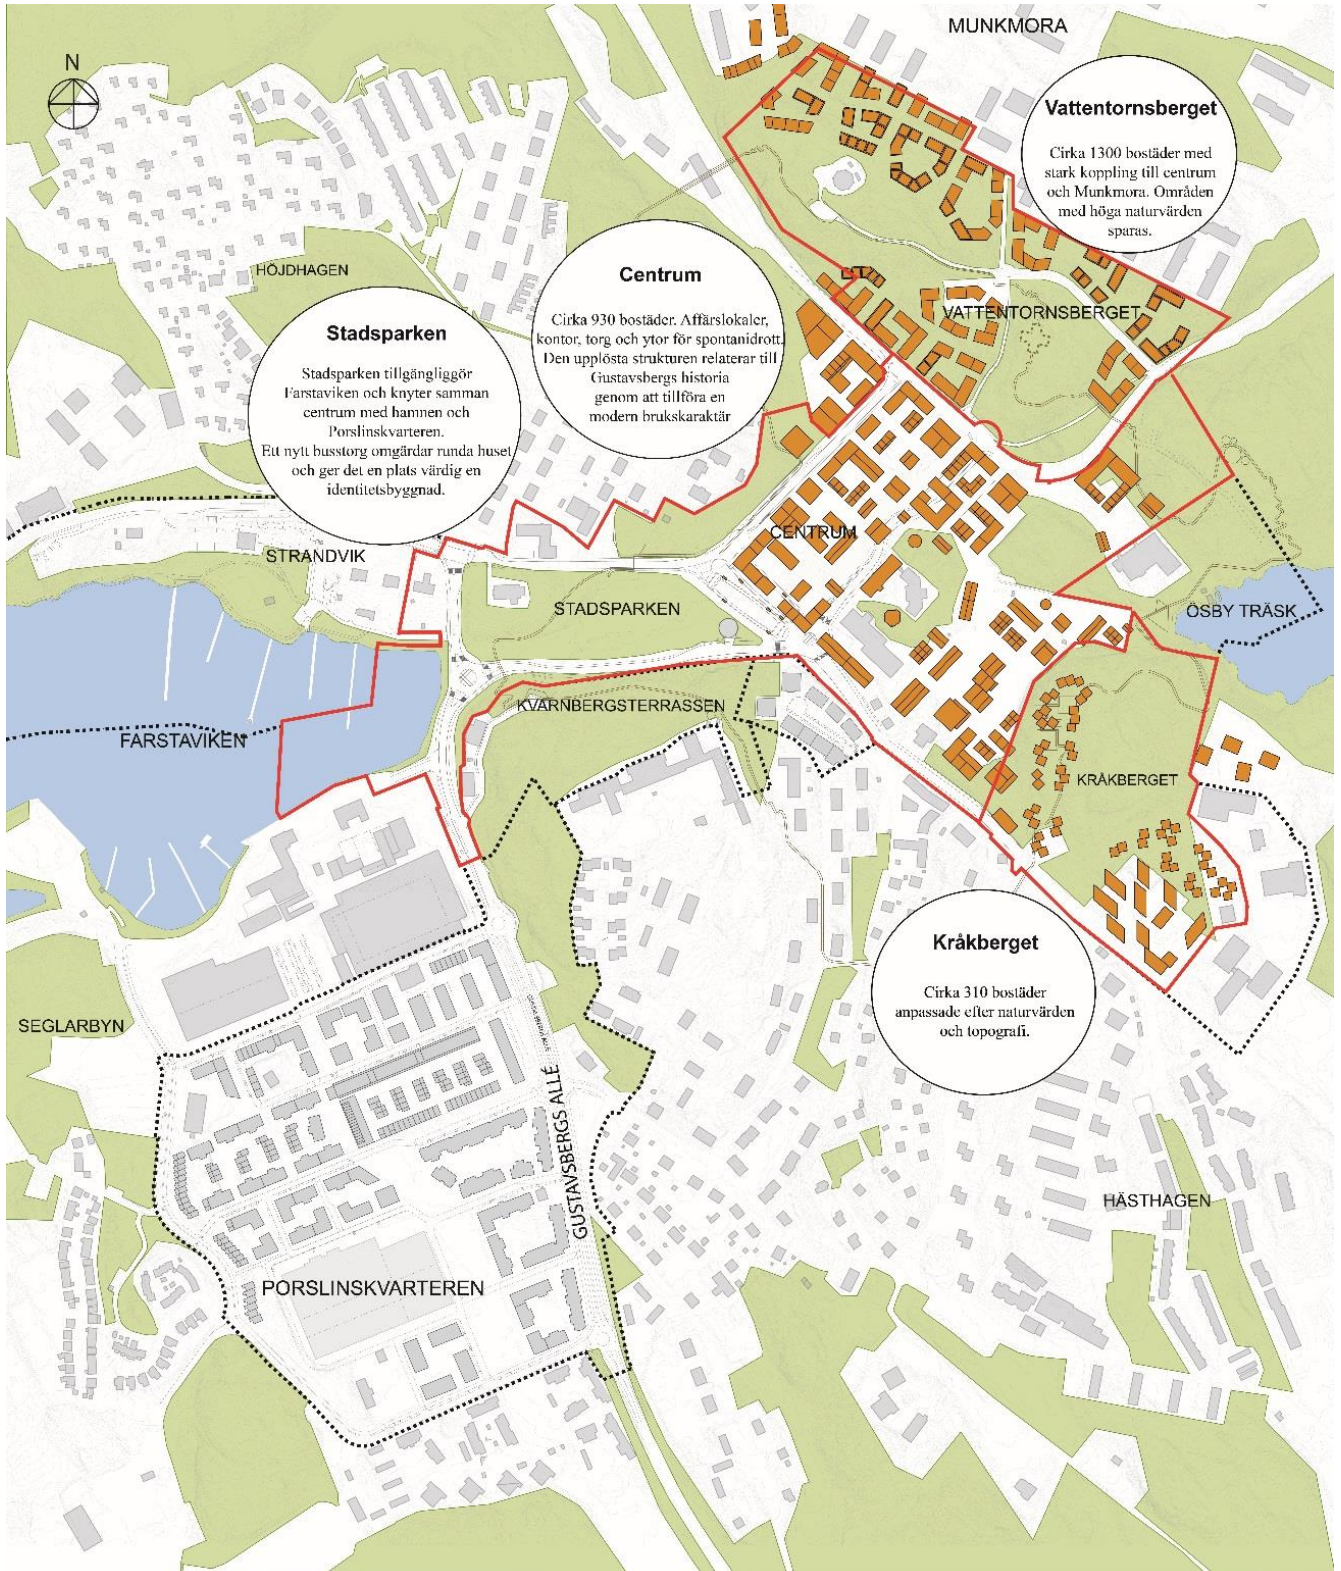 MUNKMORA
N
Vattentornsberget
Cirka 1300 bostäder med
stark koppling till centrum
och Munkmora. Områden
med höga naturvärden
sparas.
HÖJDHAGEN
Centrum
Cirka 930 bostäder. Affärslokaler,
kontor, torg och ytor för spontanidrott.
Den upplösta strukturen relaterar till
Gustavsbergs historia
genom att tillföra en
modern brukskaraktär
VATTENTORNSBERGET
Stadsparken
Stadsparken tillgängliggör
Farstaviken och knyter samman
centrum med hamnen och
Porslinskvarteren.
Ett nytt busstorg omgärdar runda huset
och ger det en plats värdig en
identitetsbyggnad.
CENTRUM
STRANDVIK
STADSPARKEN
ÖSBY TRÄSK
KVARNBERGSTERRASSEN
FARSTAVIKEN
KRÅKBERGET
Kråkberget
Cirka 310 bostäder
anpassade efter naturvärden
och topografi.
SEGLARBYN
GUSTAVSBERGS ALLÉ
HÄSTHAGEN
PORSLINSKVARTEREN